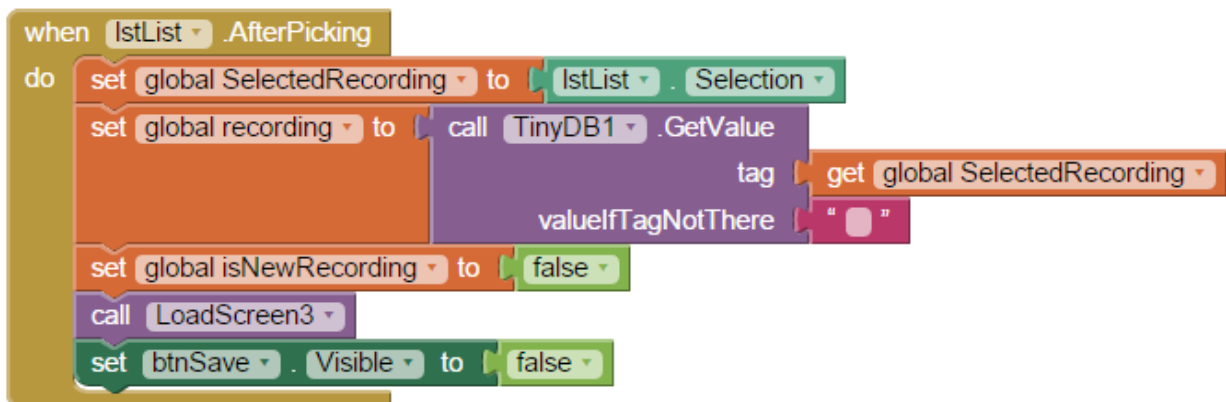 when lstList .AfterPicking
do set global SelectedRecording to lstList . Selection
set global recording to call TinyDB1 .GetValue
tag get global SelectedRecording
valueIfTagNotThere " "
set global isNewRecording to false
call LoadScreen3
set btnSave . Visible to false